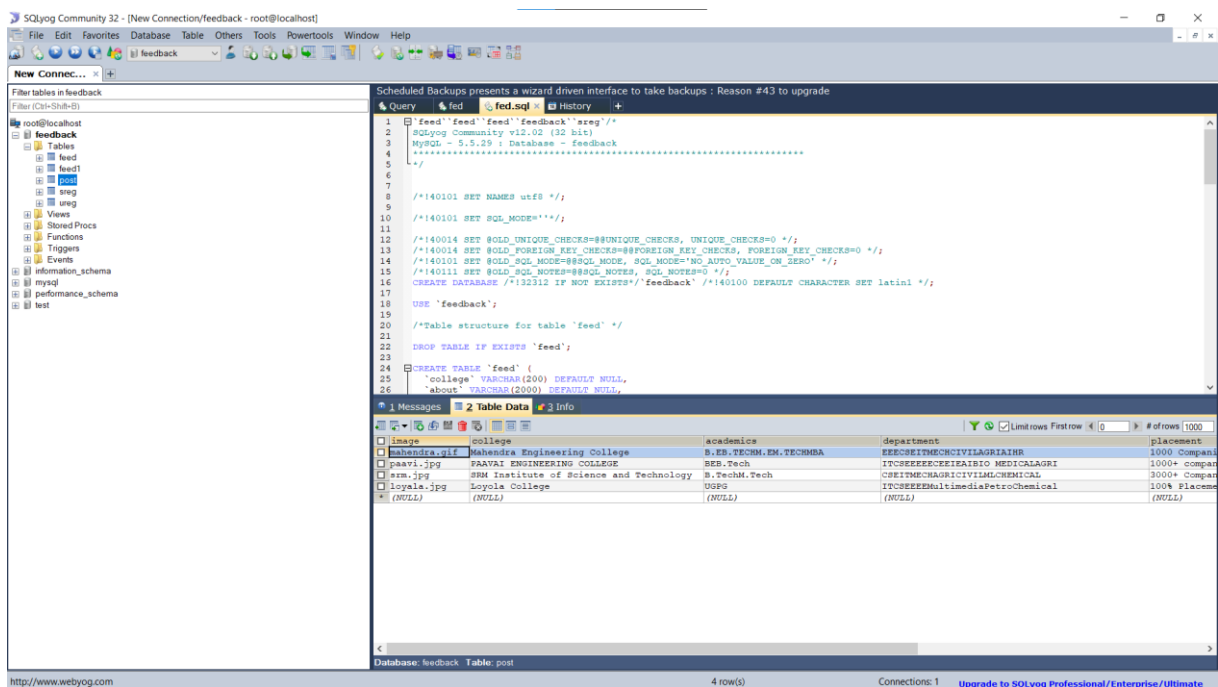 SQLyog Community 32 - [New Connection/feedback - root@localhost]
File Edit Favorites Database Table Others Tools Powertools Window Help
feedback
New Connec... × +
Filter tables in feedback
Filter (Ctrl+Shift+B)
root@localhost
feedback
Tables
feed
feed1
post
sreg
ureg
Views
Stored Procs
Functions
Triggers
Events
information_schema
mysql
performance_schema
test
Scheduled Backups presents a wizard driven interface to take backups : Reason #43 to upgrade
Query fed fed.sql × History +
1 `feed``feed``feed``feedback``sreg`/*
2 SQLyog Community v12.02 (32 bit)
3 MySQL - 5.5.29 : Database - feedback
4 *********************************************************************
5 */
6
7
8 /*!40101 SET NAMES utf8 */;
9
10 /*!40101 SET SQL_MODE=''*/;
11
12 /*!40014 SET @OLD_UNIQUE_CHECKS=@@UNIQUE_CHECKS, UNIQUE_CHECKS=0 */;
13 /*!40014 SET @OLD_FOREIGN_KEY_CHECKS=@@FOREIGN_KEY_CHECKS, FOREIGN_KEY_CHECKS=0 */;
14 /*!40101 SET @OLD_SQL_MODE=@@SQL_MODE, SQL_MODE='NO_AUTO_VALUE_ON_ZERO' */;
15 /*!40111 SET @OLD_SQL_NOTES=@@SQL_NOTES, SQL_NOTES=0 */;
16 CREATE DATABASE /*!32312 IF NOT EXISTS*/`feedback` /*!40100 DEFAULT CHARACTER SET latin1 */;
17
18 USE `feedback`;
19
20 /*Table structure for table `feed` */
21
22 DROP TABLE IF EXISTS `feed`;
23
24 CREATE TABLE `feed` (
25 `college` VARCHAR(200) DEFAULT NULL,
26 `about` VARCHAR(2000) DEFAULT NULL,
1 Messages 2 Table Data 3 Info
Limit rows First row 0 # of rows 1000
image college academics department placement
mahendra.gif Mahendra Engineering College B.EB.TECHM.EM.TECHMBA EEECSEITMECHCIVILAGRIAIHR 1000 Compani
paavi.jpg PAAVAI ENGINEERING COLLEGE BEB.Tech ITCSEEEEECEEIEAIBIO MEDICALAGRI 1000+ compan
srm.jpg SRM Institute of Science and Technology B.TechM.Tech CSEITMECHAGRICIVILMLCHEMICAL 3000+ Compan
loyala.jpg Loyola College UGPG ITCSEEEEMultimediaPetroChemical 100% Placeme
* (NULL) (NULL) (NULL) (NULL) (NULL)
Database: feedback Table: post
http://www.webyog.com 4 row(s) Connections: 1 Upgrade to SQLyog Professional/Enterprise/Ultimate